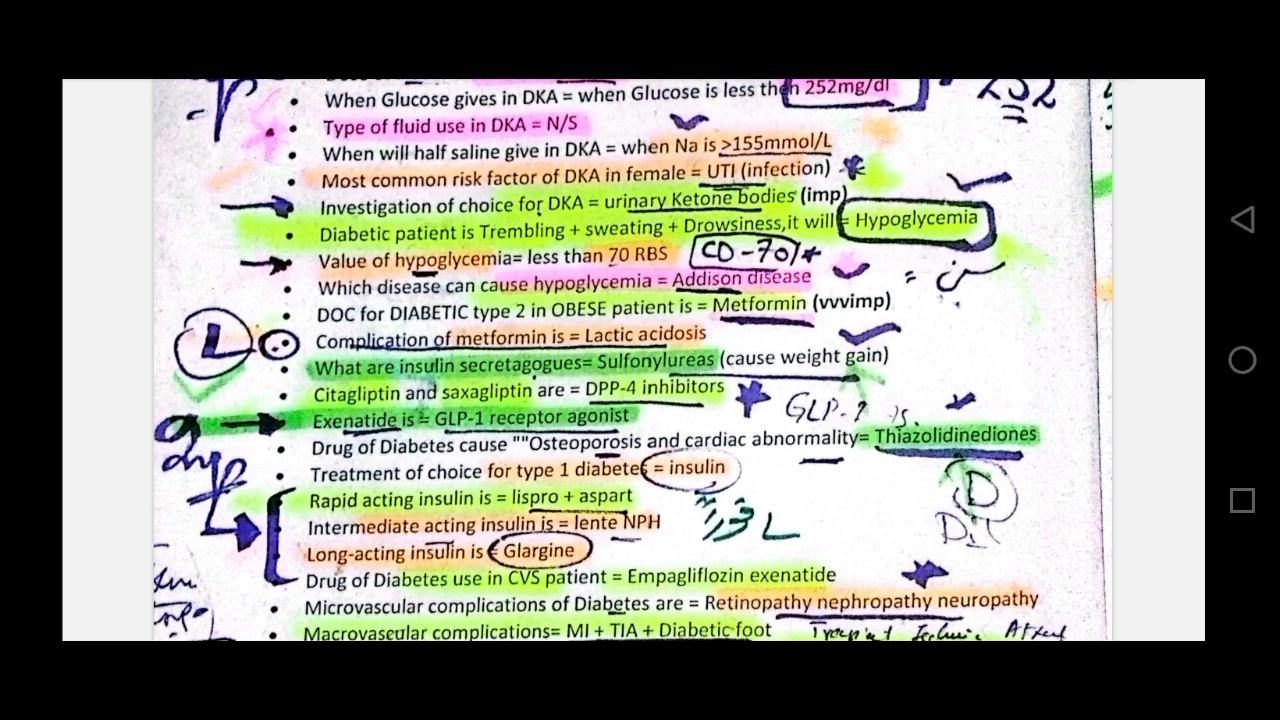 When Glucose gives in DKA = when Glucose is less then 252mg/dl 252
Type of fluid use in DKA = N/S
When will half saline give in DKA = when Na is >155mmol/L
Most common risk factor of DKA in female = UTI (infection)
Investigation of choice for DKA = urinary Ketone bodies (imp)
Diabetic patient is Trembling + sweating + Drowsiness,it will = Hypoglycemia
Value of hypoglycemia= less than 70 RBS CD-70
Which disease can cause hypoglycemia = Addison disease
DOC for DIABETIC type 2 in OBESE patient is = Metformin (vvvimp)
L
Complication of metformin is = Lactic acidosis
What are insulin secretagogues= Sulfonylureas (cause weight gain)
Citagliptin and saxagliptin are = DPP-4 inhibitors
GLP-1 is
Exenatide is = GLP-1 receptor agonist
Drug of Diabetes cause ""Osteoporosis and cardiac abnormality= Thiazolidinediones
Treatment of choice for type 1 diabetes = insulin
D
Rapid acting insulin is = lispro + aspart
Intermediate acting insulin is = lente NPH
Long-acting insulin is = Glargine
Drug of Diabetes use in CVS patient = Empagliflozin exenatide
Microvascular complications of Diabetes are = Retinopathy nephropathy neuropathy
Macrovascular complications= MI + TIA + Diabetic foot